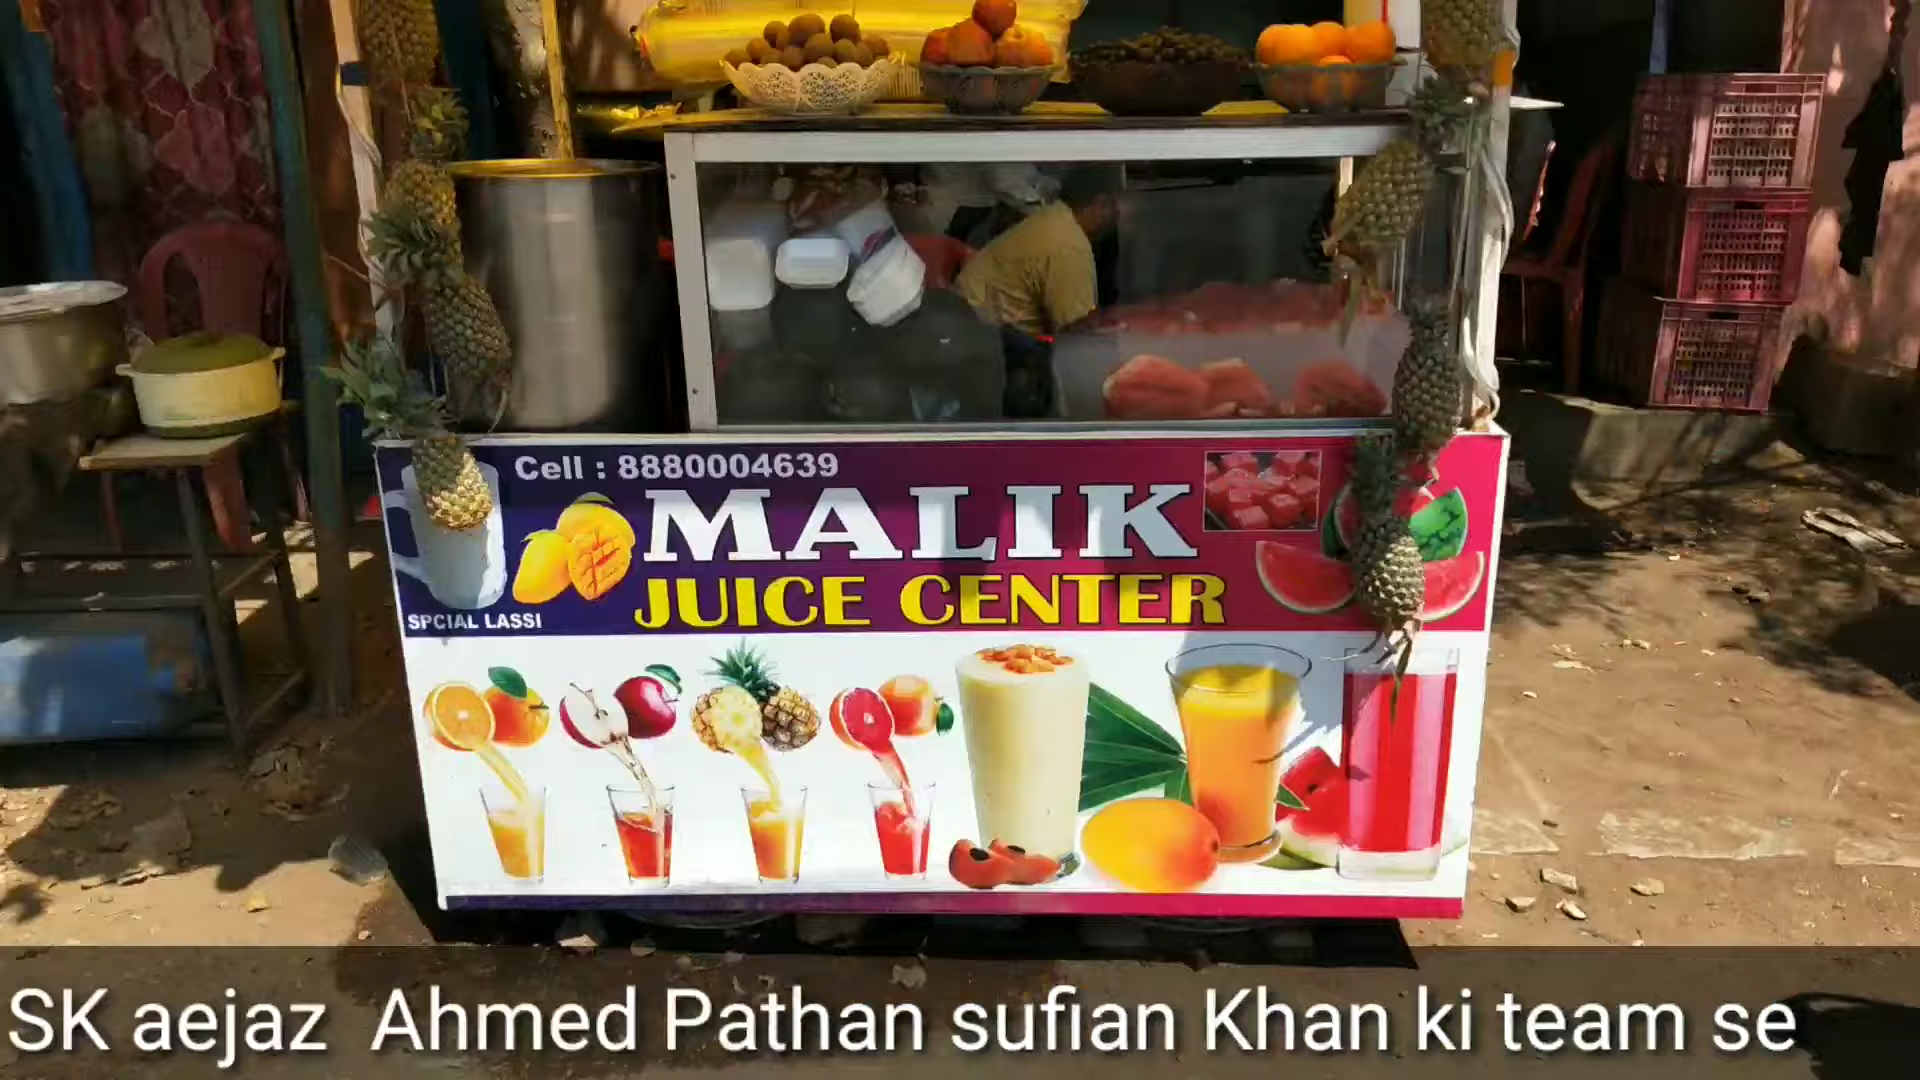 Cell : 8880004639
MALIK
JUICE CENTER
SPCIAL LASSI
SK aejaz Ahmed Pathan sufian Khan ki team se